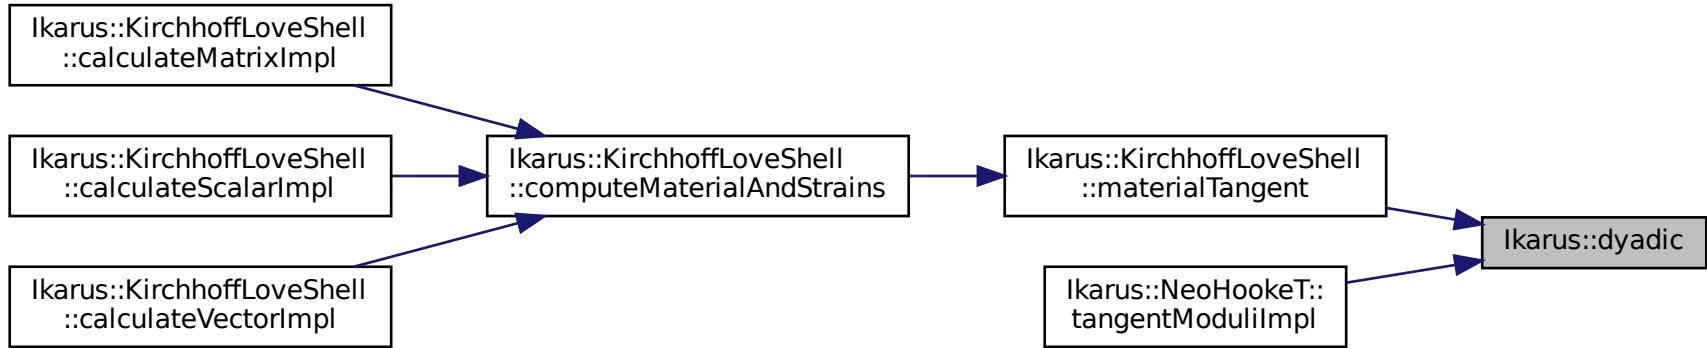 Ikarus::KirchhoffLoveShell
::calculateMatrixImpl
Ikarus::KirchhoffLoveShell
::calculateScalarImpl
Ikarus::KirchhoffLoveShell
::calculateVectorImpl
Ikarus::KirchhoffLoveShell
::computeMaterialAndStrains
Ikarus::KirchhoffLoveShell
::materialTangent
Ikarus::NeoHookeT::
tangentModuliImpl
Ikarus::dyadic